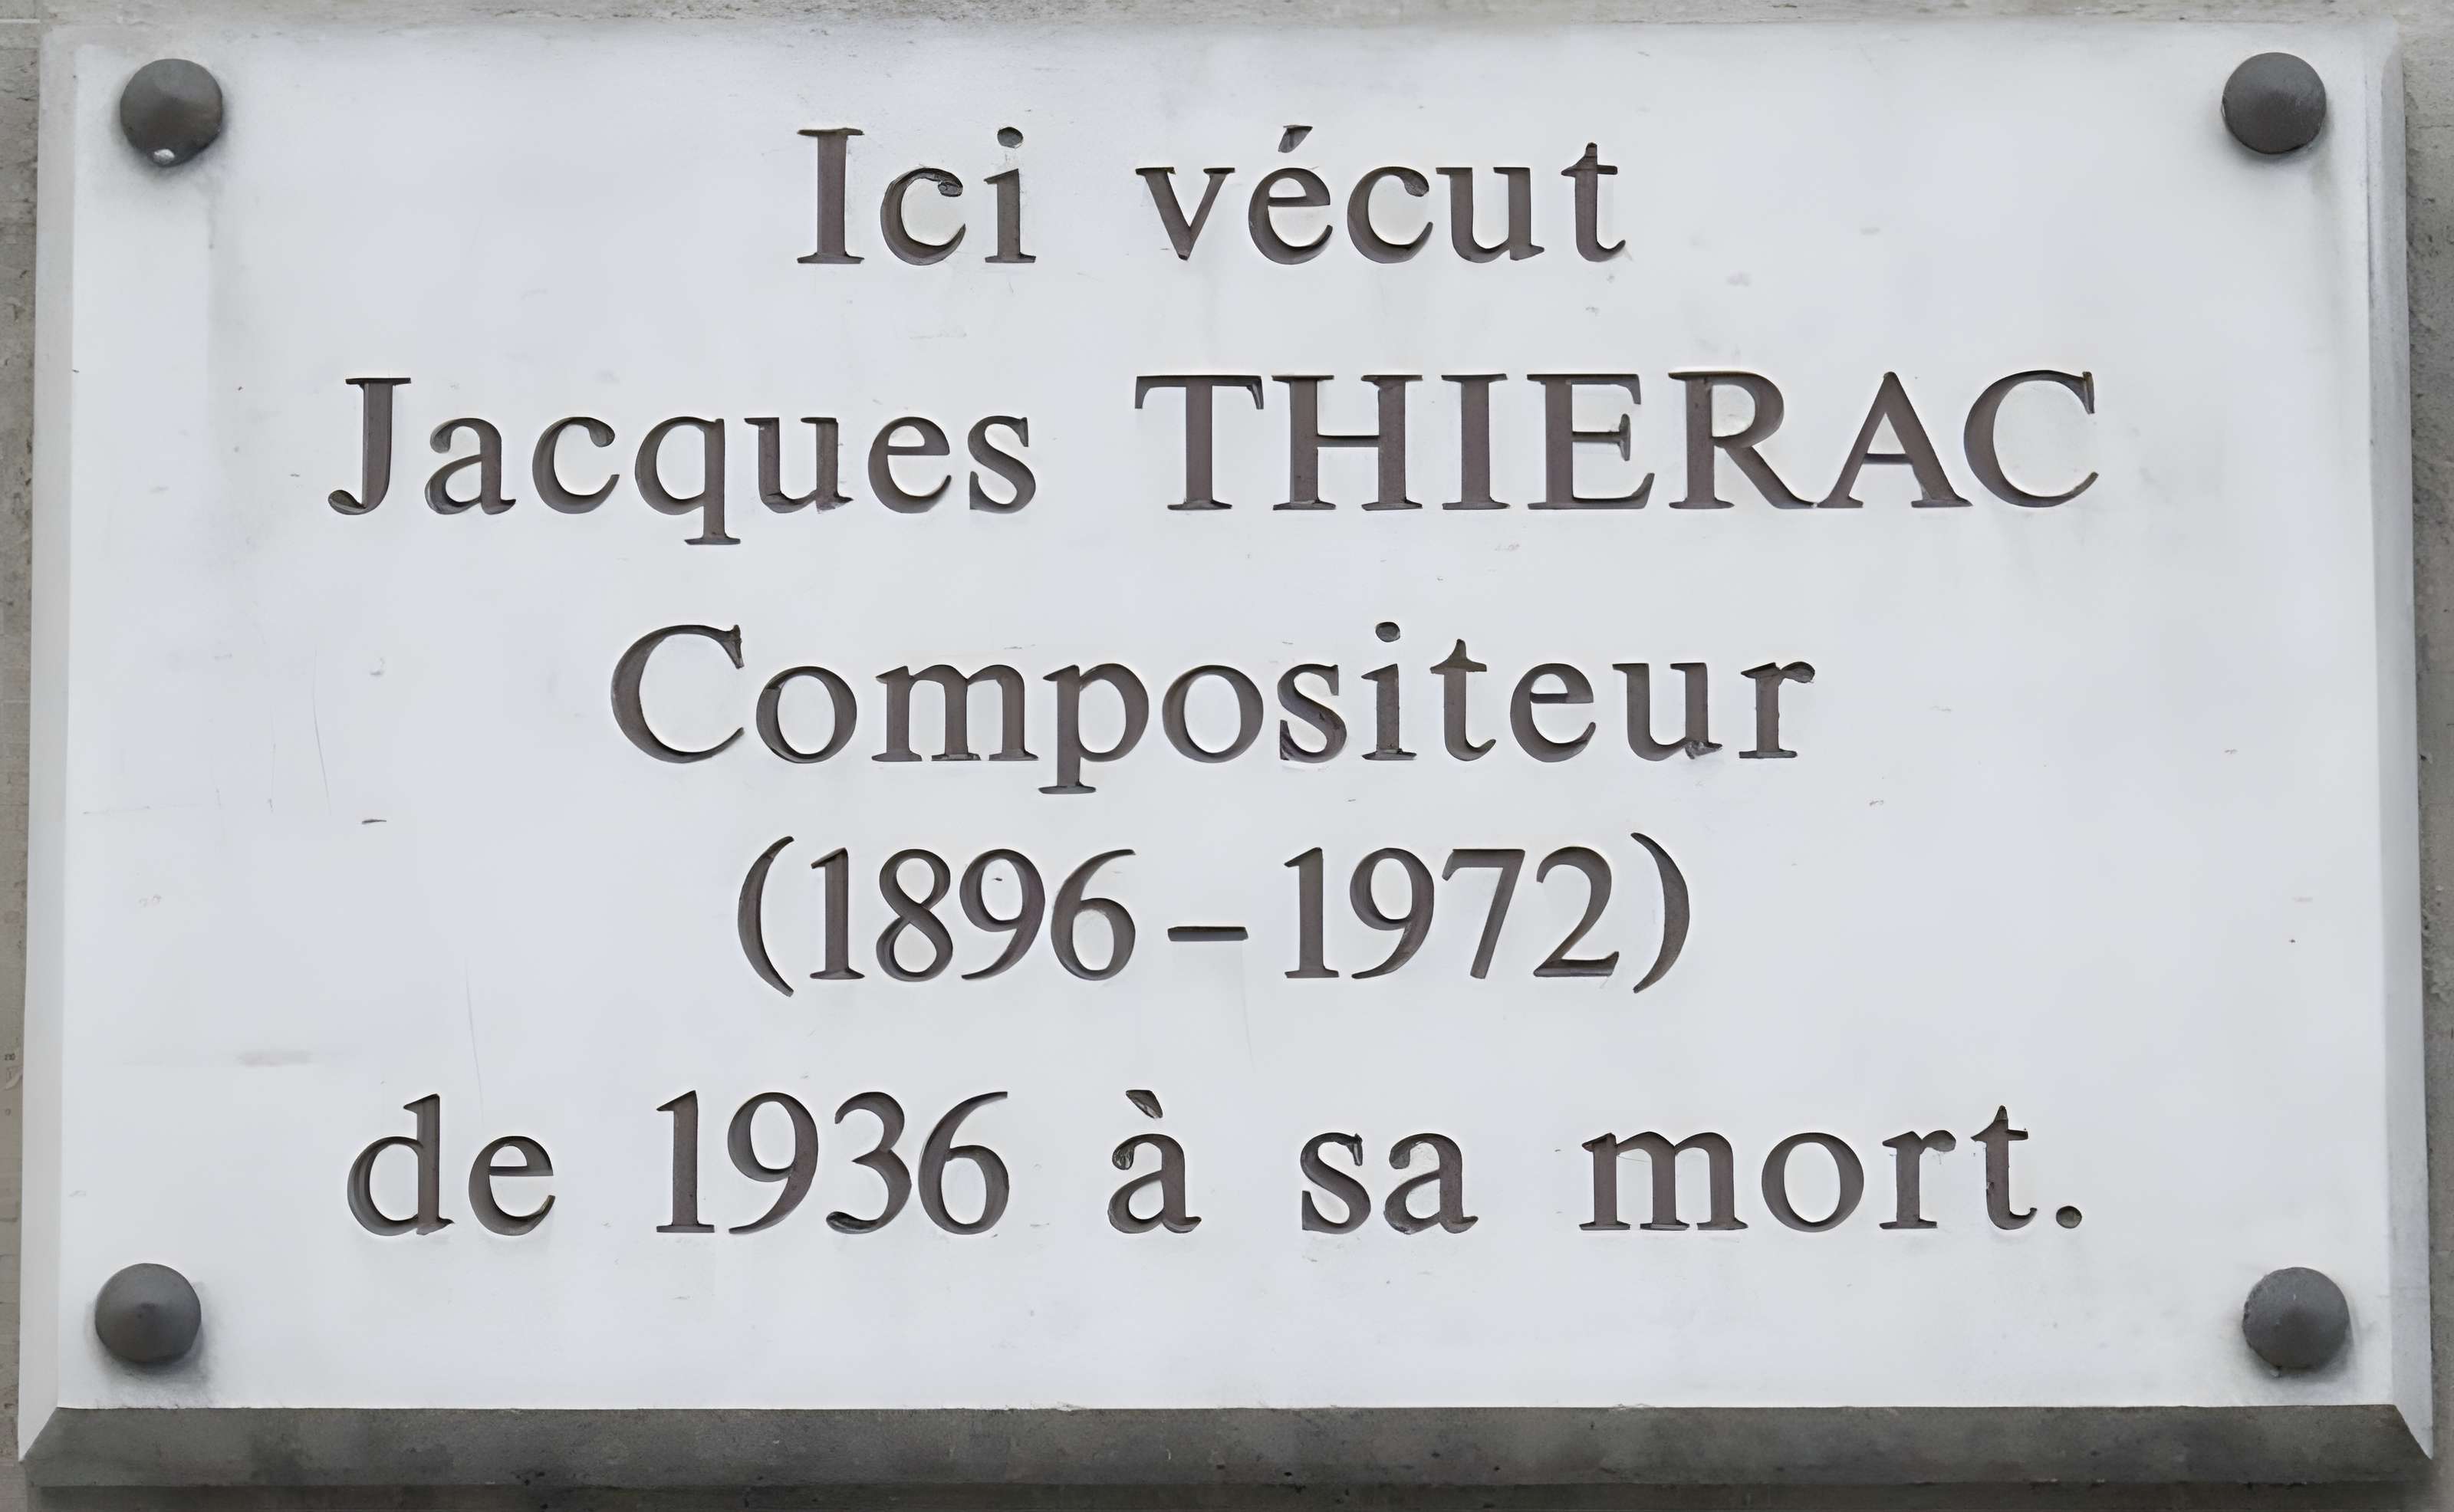 Ici vécut
Jacques THIERAC
Compositeur
(1896–1972)
de 1936 à sa mort.